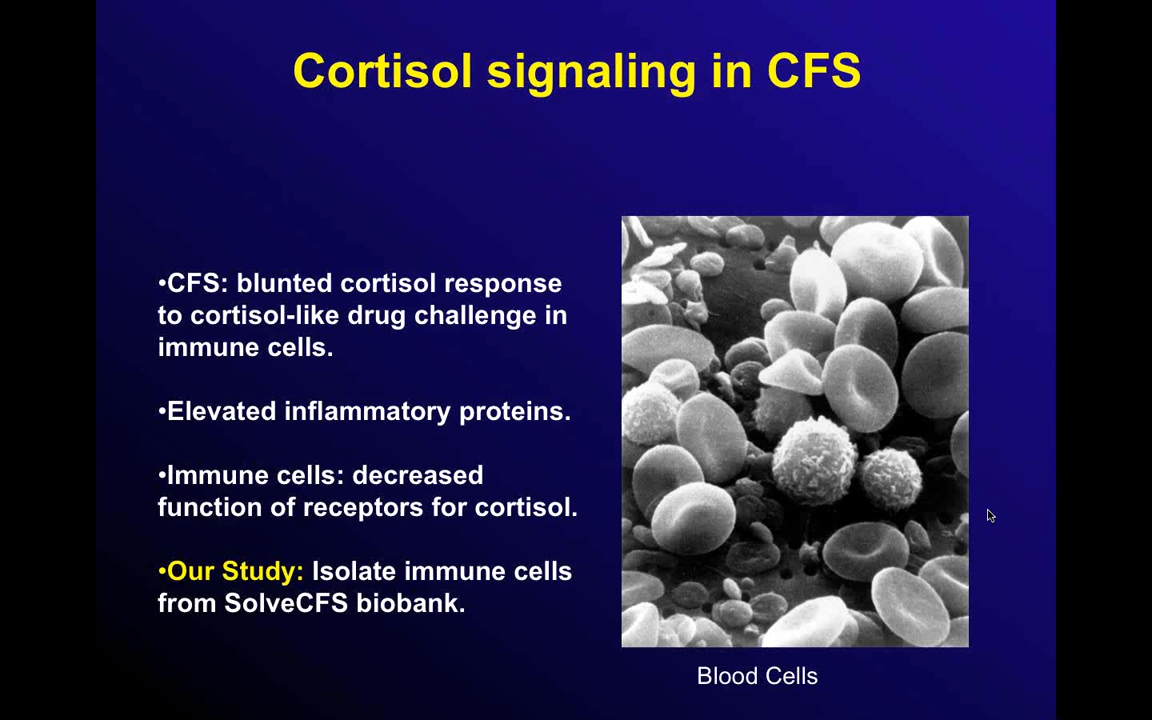 Cortisol signaling in CFS
•CFS: blunted cortisol response
to cortisol-like drug challenge in
immune cells.
•Elevated inflammatory proteins.
•Immune cells: decreased
function of receptors for cortisol.
•Our Study: Isolate immune cells
from SolveCFS biobank.
Blood Cells